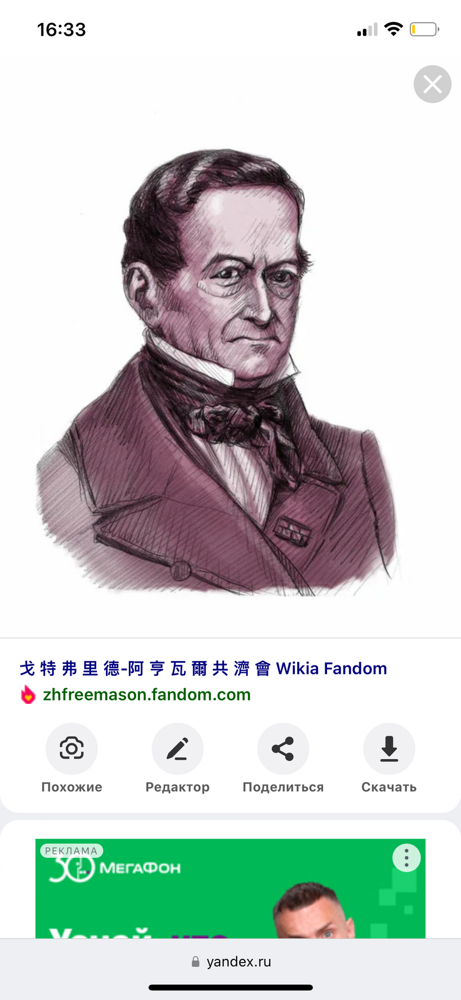 16:33
戈特弗里德-阿亨瓦爾共濟會 Wikia Fandom
zhfreemason.fandom.com
Похожие
Редактор
Поделиться
Скачать
РЕКЛАМА
30 МЕГАФОН
yandex.ru